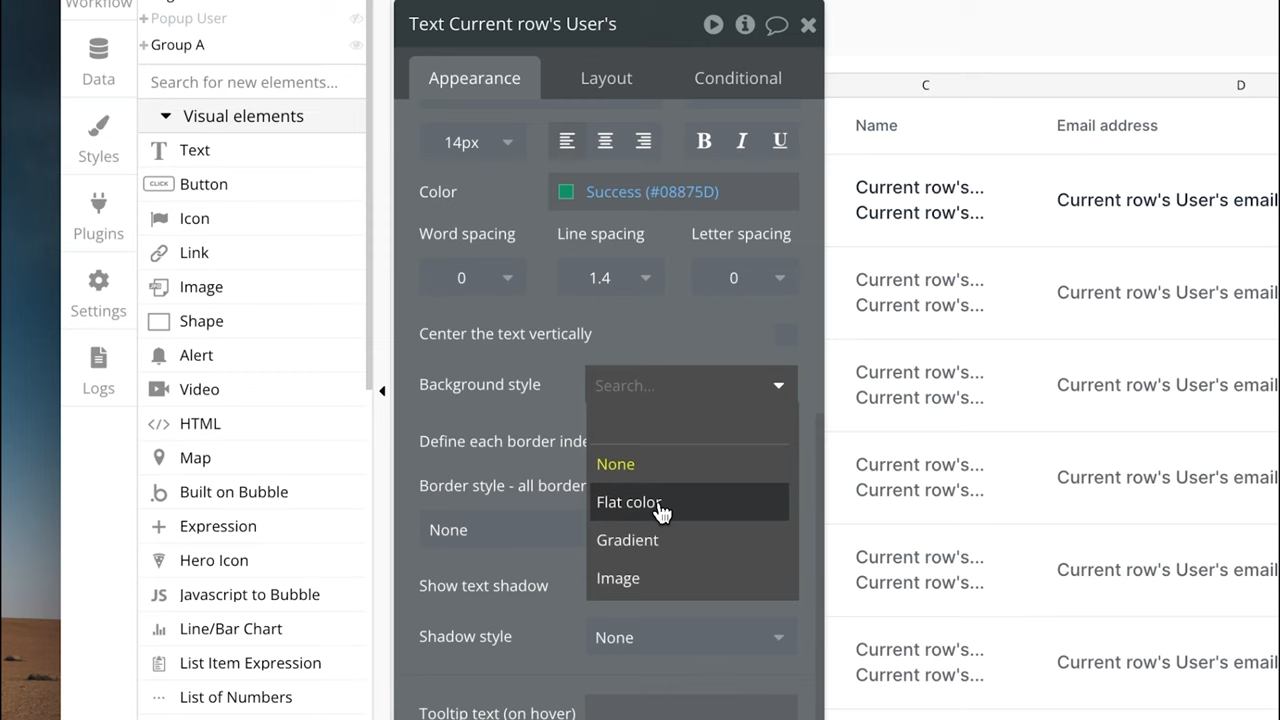 Workflow
Data
Styles
Plugins
Settings
Logs
+ Popup User
+ Group A
Search for new elements...
Visual elements
Text
CLICK Button
Icon
Link
Image
Shape
Alert
Video
</> HTML
Map
Built on Bubble
Expression
Hero Icon
JS Javascript to Bubble
Line/Bar Chart
List Item Expression
List of Numbers
Text Current row's User's
Appearance Layout Conditional
14px B I U
Color Success (#08875D)
Word spacing Line spacing Letter spacing
0 1.4 0
Center the text vertically
Background style Search...
None
Flat color
Gradient
Image
Define each border inde
Border style - all border
None
Show text shadow
Shadow style None
Tooltip text (on hover)
C D
Name Email address
Current row's...
Current row's...
Current row's User's email
Current row's...
Current row's...
Current row's User's email
Current row's...
Current row's...
Current row's User's email
Current row's...
Current row's...
Current row's User's email
Current row's...
Current row's...
Current row's User's email
Current row's...
Current row's...
Current row's User's email